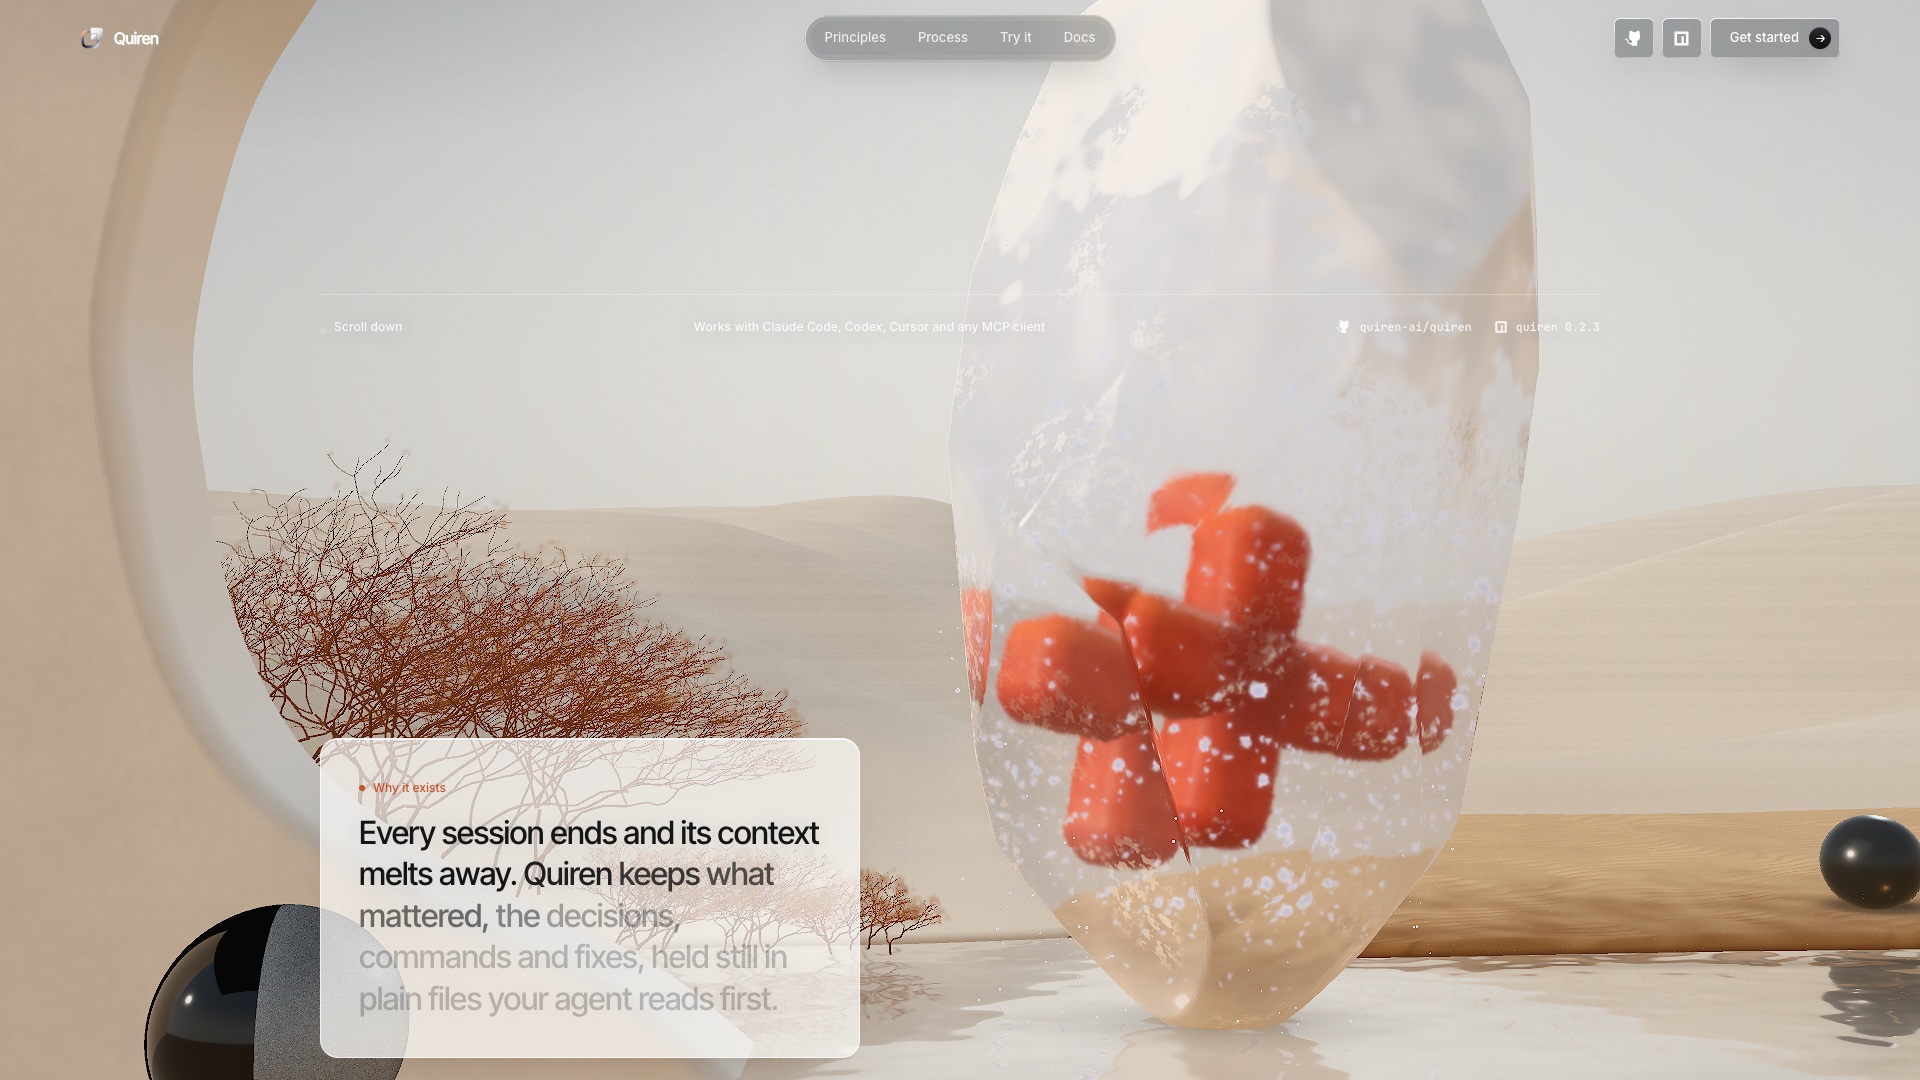 Quiren
Principles
Process
Try it
Docs
Get started
Scroll down
Works with Claude Code, Codex, Cursor and any MCP client
quiren-ai/quiren
quiren 0.2.3
Why it exists
Every session ends and its context
melts away. Quiren keeps what
mattered, the decisions,
commands and fixes, held still in
plain files your agent reads first.